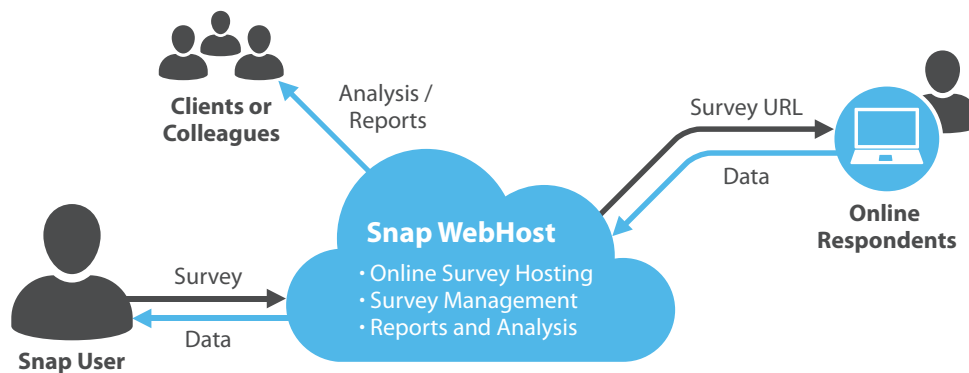 Clients or
Colleagues
Analysis /
Reports
Survey URL
Data
Online
Respondents
Snap WebHost
• Online Survey Hosting
• Survey Management
• Reports and Analysis
Survey
Data
Snap User